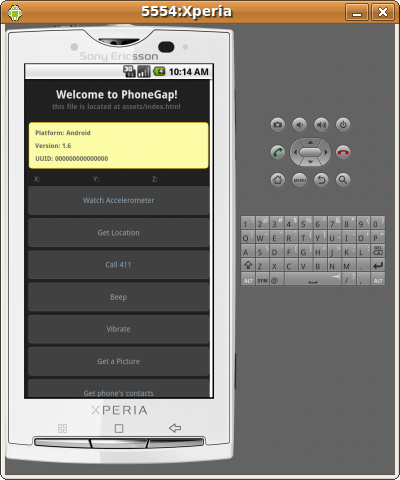 5554:Xperia
Sony Ericsson
10:14 AM
Welcome to PhoneGap!
this file is located at assets/index.html
Platform: Android
Version: 1.6
UUID: 000000000000000
X: Y: Z:
Watch Accelerometer
Get Location
Call 411
Beep
Vibrate
Get a Picture
Get phone's contacts
XPERIA
MENU
1 2 3 4 5 6 7 8 9 0
Q W E R T Y U I O P
A S D F G H J K L DEL
Z X C V B N M .
ALT SYM @ / , ALT